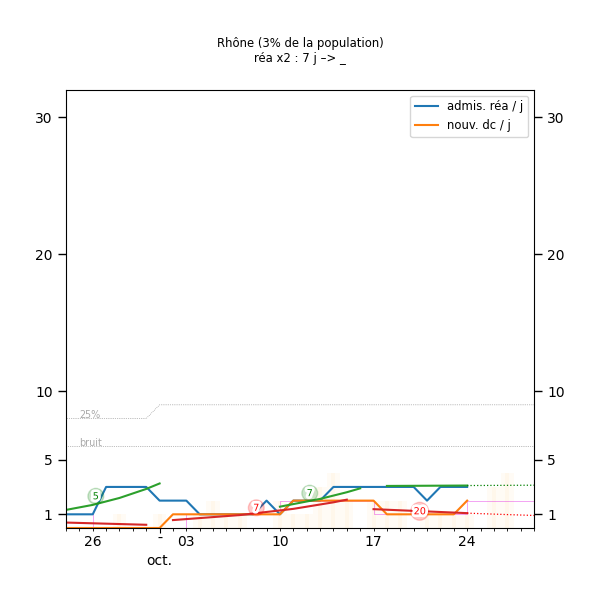 Rhône (3% de la population)
réa x2 : 7 j –> _
admis. réa / j
nouv. dc / j
30 30
20 20
10 10
25%
bruit
5 5
5 7 7 20
1 1
26 - 03 10 17 24
oct.